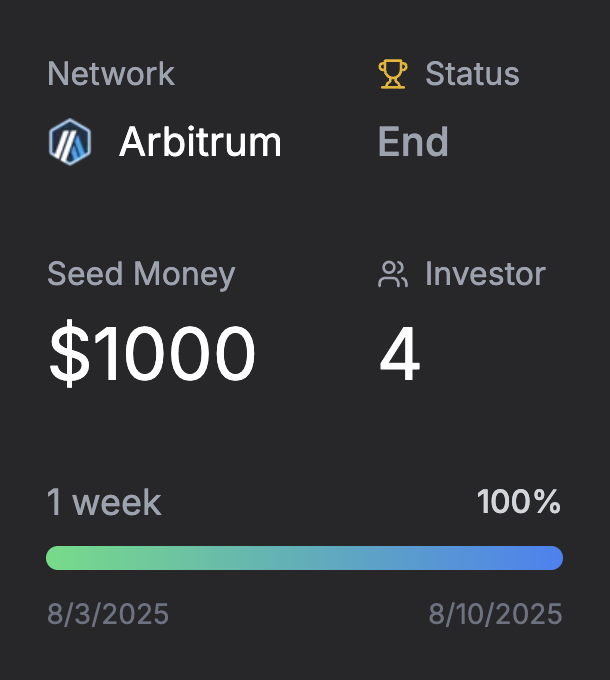 Network
Status
Arbitrum
End
Seed Money
Investor
$1000
4
1 week
100%
8/3/2025
8/10/2025